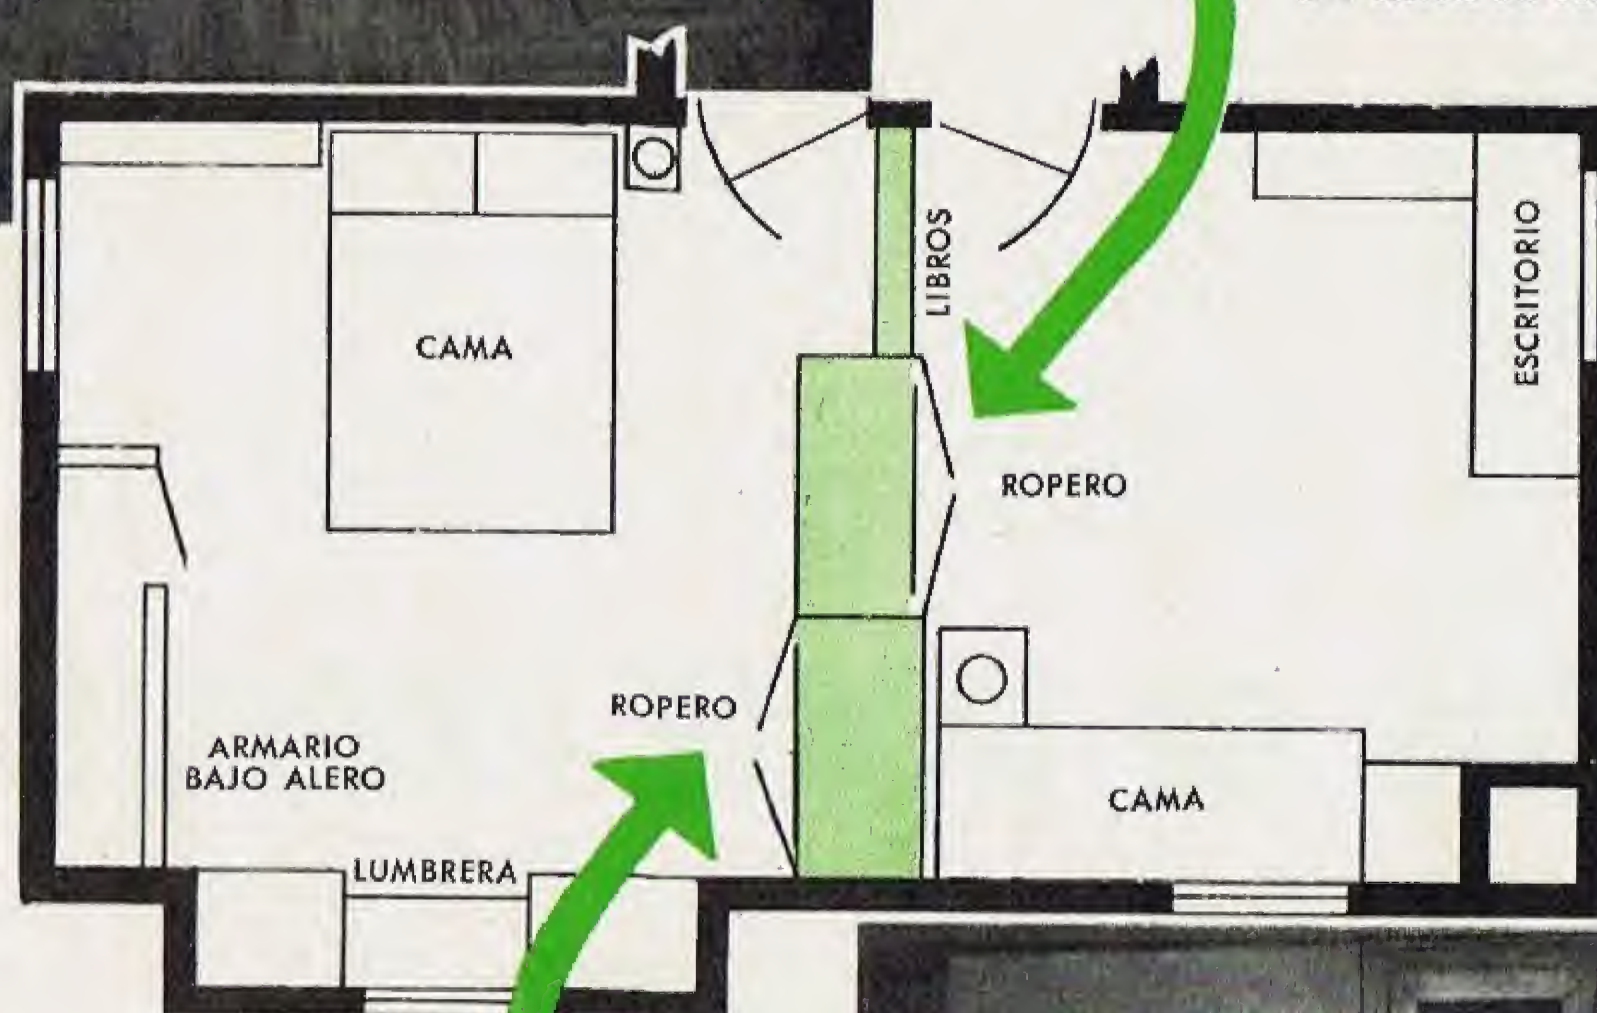 LIBROS
ESCRITORIO
CAMA
ROPERO
ROPERO
ARMARIO
BAJO ALERO
CAMA
LUMBRERA